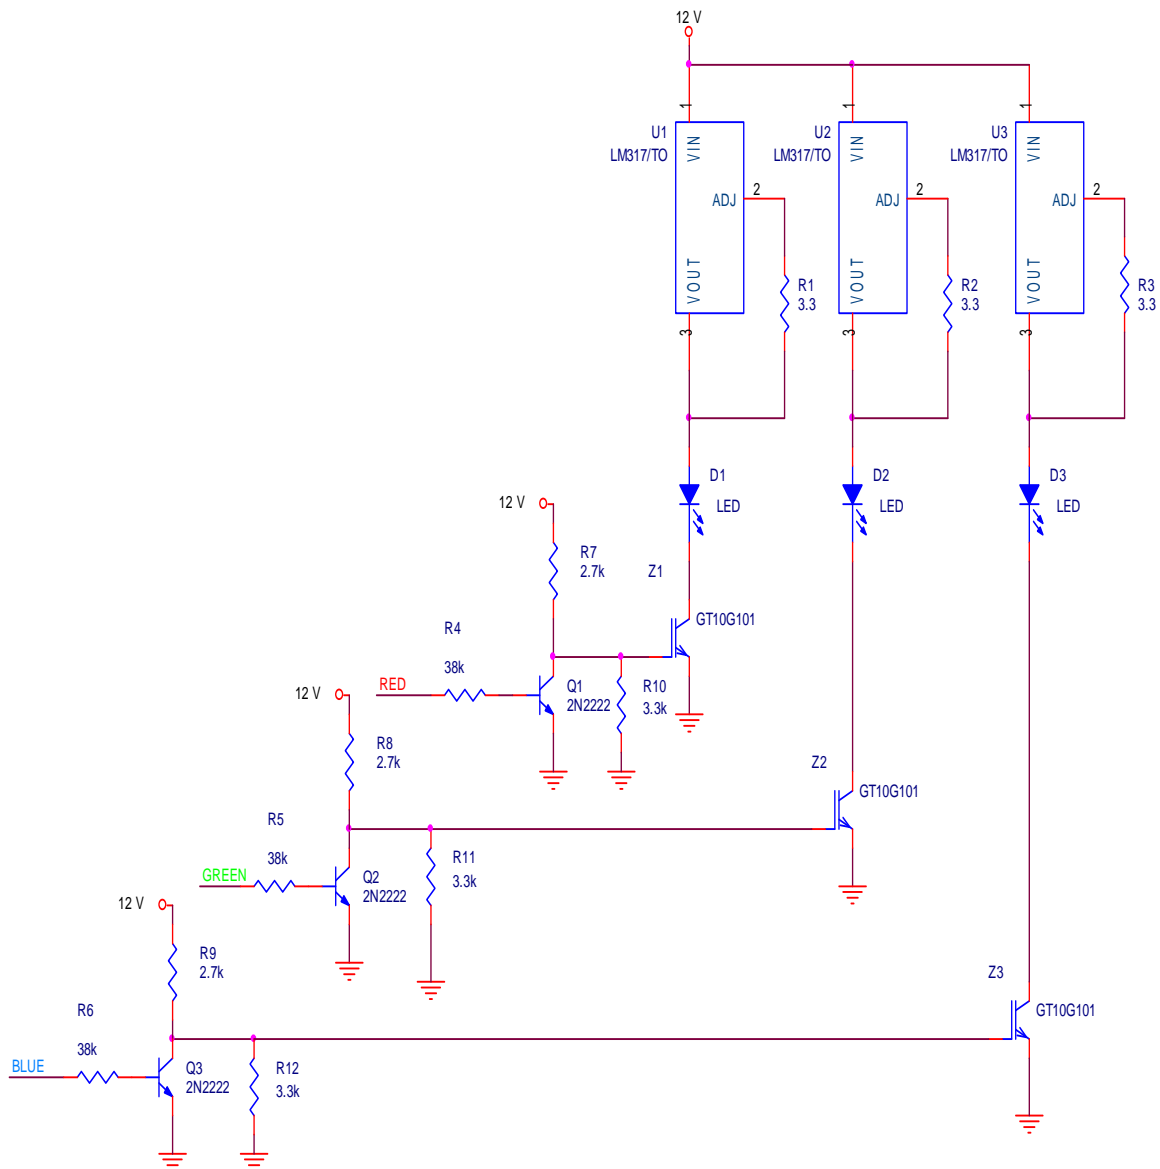 12 V
1
1
1
U1
LM317/TO
VIN
ADJ
2
VOUT
3
R1
3.3
U2
LM317/TO
VIN
ADJ
2
VOUT
3
R2
3.3
U3
LM317/TO
VIN
ADJ
2
VOUT
3
R3
3.3
D1
LED
D2
LED
D3
LED
12 V
R7
2.7k
Z1
GT10G101
R4
38k
RED
Q1
2N2222
R10
3.3k
12 V
R8
2.7k
Z2
GT10G101
R5
38k
GREEN
Q2
2N2222
R11
3.3k
12 V
R9
2.7k
Z3
GT10G101
R6
38k
BLUE
Q3
2N2222
R12
3.3k